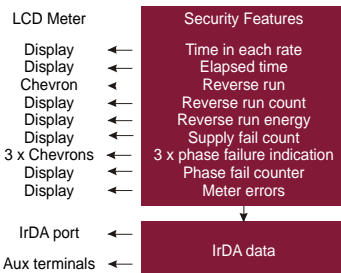 LCD Meter Security Features
Display Time in each rate
Display Elapsed time
Chevron Reverse run
Display Reverse run count
Display Reverse run energy
Display Supply fail count
3 x Chevrons 3 x phase failure indication
Display Phase fail counter
Display Meter errors
IrDA port
IrDA data
Aux terminals